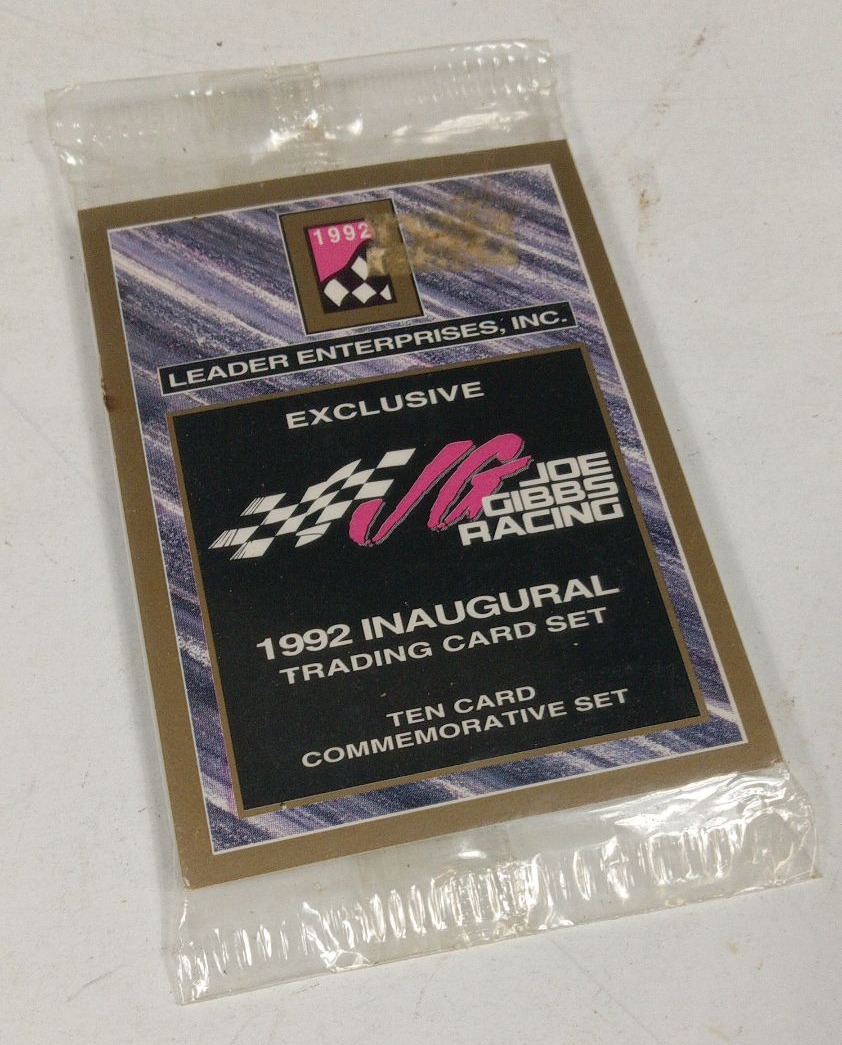 1992
LEADER ENTERPRISES, INC.
EXCLUSIVE
JG
JOE
GIBBS
RACING
1992 INAUGURAL
TRADING CARD SET
TEN CARD
COMMEMORATIVE SET